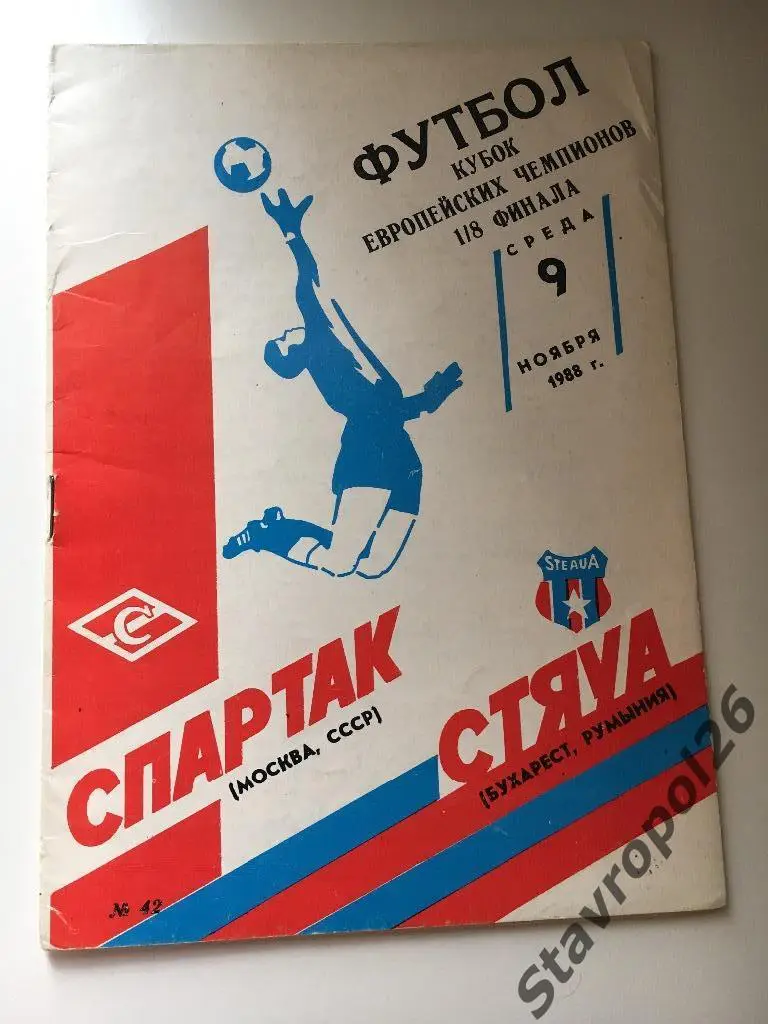 ФУТБОЛ
КУБОК
ЕВРОПЕЙСКИХ ЧЕМПИОНОВ
1/8 ФИНАЛА
СРЕДА
9
НОЯБРЯ
1988 г.
STEAUA
С
СПАРТАК
(МОСКВА, СССР)
СТЯУА
(БУХАРЕСТ, РУМЫНИЯ)
№ 42
Stavropol26